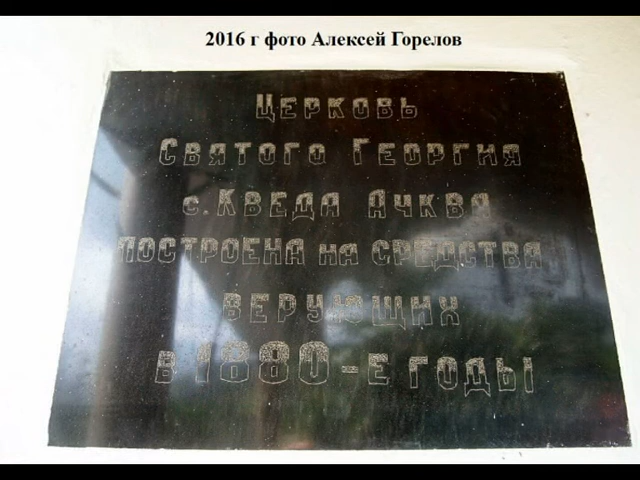 2016 г фото Алексей Горелов
Церковь
Святого Георгия
с. Кведа Ачква
построена на средства
верующих
в 1880-е годы